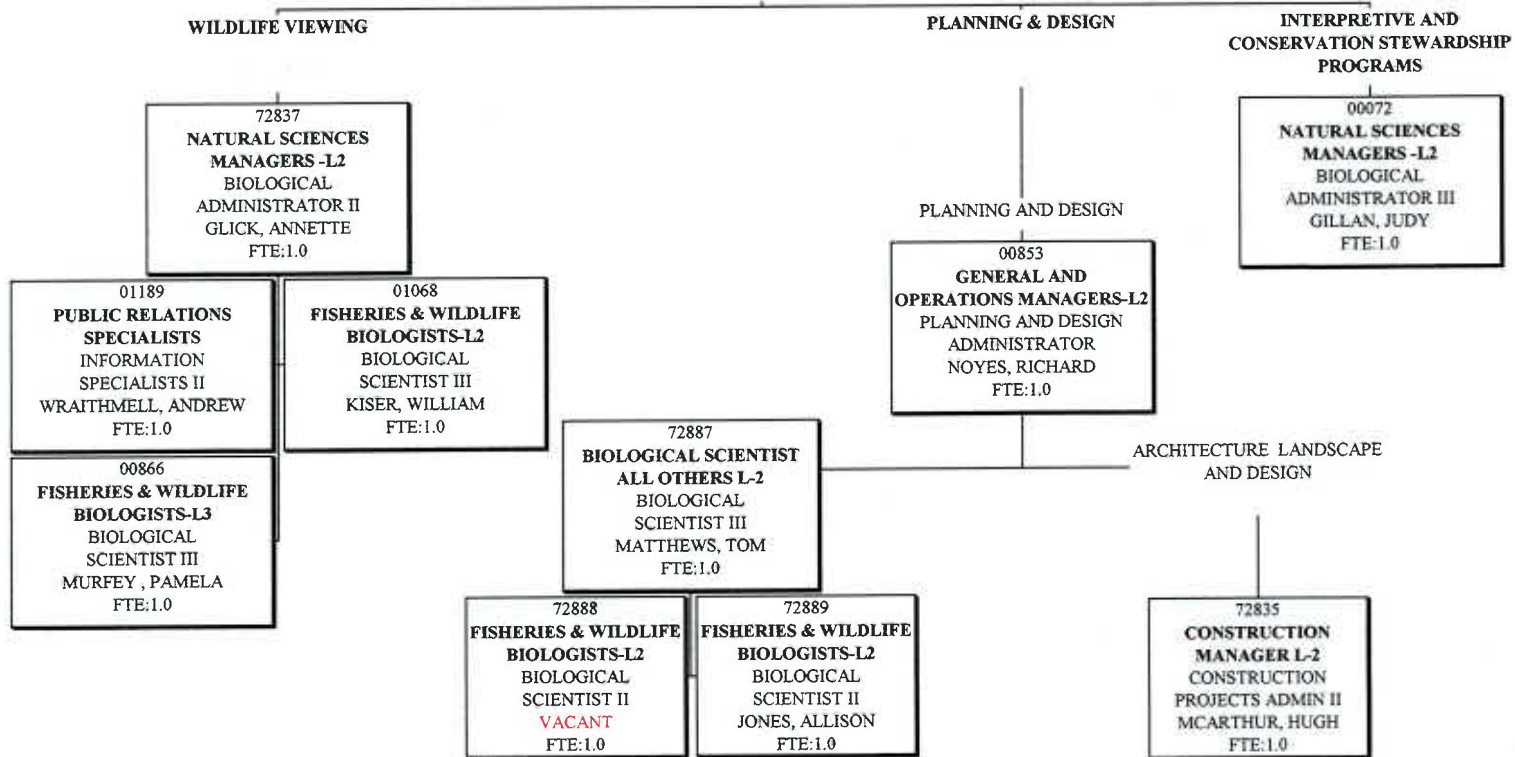 WILDLIFE VIEWING
PLANNING & DESIGN
INTERPRETIVE AND
CONSERVATION STEWARDSHIP
PROGRAMS
72837
NATURAL SCIENCES
MANAGERS -L2
BIOLOGICAL
ADMINISTRATOR II
GLICK, ANNETTE
FTE:1.0
00072
NATURAL SCIENCES
MANAGERS -L2
BIOLOGICAL
ADMINISTRATOR III
GILLAN, JUDY
FTE:1.0
PLANNING AND DESIGN
00853
GENERAL AND
OPERATIONS MANAGERS-L2
PLANNING AND DESIGN
ADMINISTRATOR
NOYES, RICHARD
FTE:1.0
01189
PUBLIC RELATIONS
SPECIALISTS
INFORMATION
SPECIALISTS II
WRAITHMELL, ANDREW
FTE:1.0
01068
FISHERIES & WILDLIFE
BIOLOGISTS-L2
BIOLOGICAL
SCIENTIST III
KISER, WILLIAM
FTE:1.0
00866
FISHERIES & WILDLIFE
BIOLOGISTS-L3
BIOLOGICAL
SCIENTIST III
MURFEY , PAMELA
FTE:1.0
72887
BIOLOGICAL SCIENTIST
ALL OTHERS L-2
BIOLOGICAL
SCIENTIST III
MATTHEWS, TOM
FTE:1.0
ARCHITECTURE LANDSCAPE
AND DESIGN
72888
FISHERIES & WILDLIFE
BIOLOGISTS-L2
BIOLOGICAL
SCIENTIST II
VACANT
FTE:1.0
72889
FISHERIES & WILDLIFE
BIOLOGISTS-L2
BIOLOGICAL
SCIENTIST II
JONES, ALLISON
FTE:1.0
72835
CONSTRUCTION
MANAGER L-2
CONSTRUCTION
PROJECTS ADMIN II
MCARTHUR, HUGH
FTE:1.0